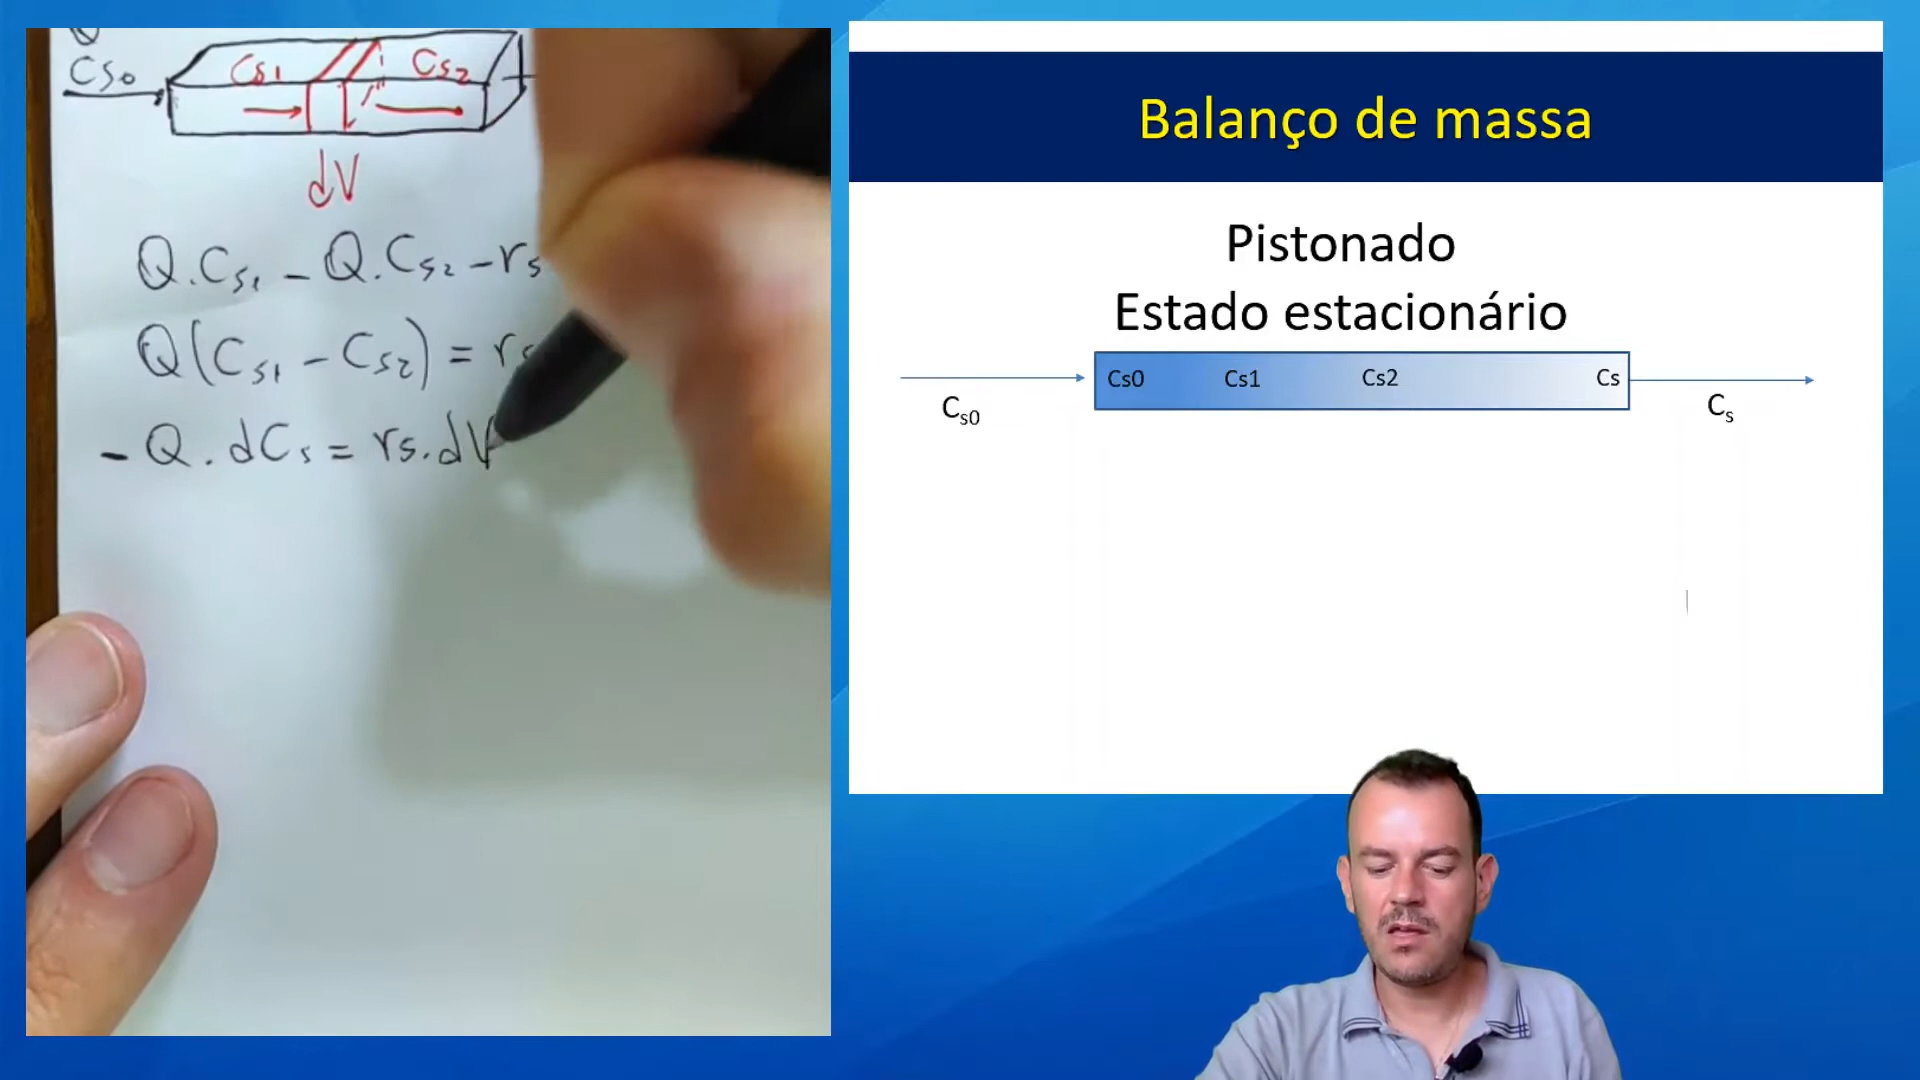 Cs0
Cs1
Cs2
dV
Q.Cs1 - Q.Cs2 - rs
Q(Cs1 - Cs2) = rs
- Q. dCs = rs.dV
Balanço de massa
Pistonado
Estado estacionário
Cs0 Cs1 Cs2 Cs
Cs0
Cs